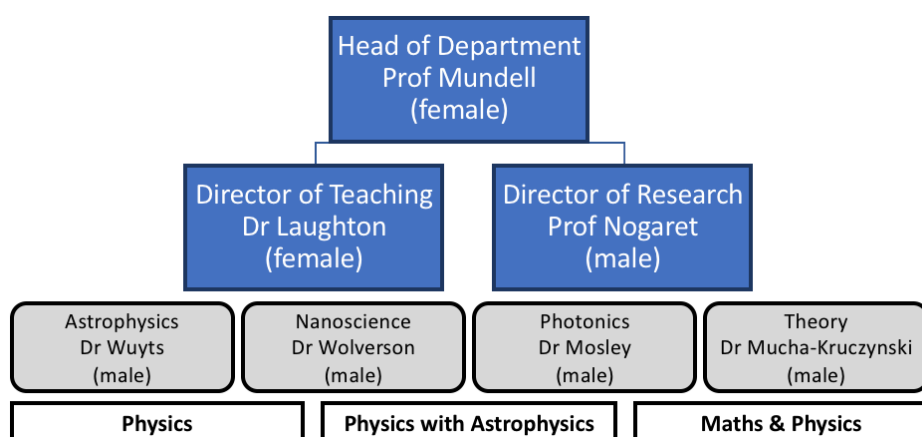 Head of Department
Prof Mundell
(female)
Director of Teaching
Dr Laughton
(female)
Director of Research
Prof Nogaret
(male)
Astrophysics
Dr Wuyts
(male)
Nanoscience
Dr Wolverson
(male)
Photonics
Dr Mosley
(male)
Theory
Dr Mucha-Kruczynski
(male)
Physics
Physics with Astrophysics
Maths & Physics